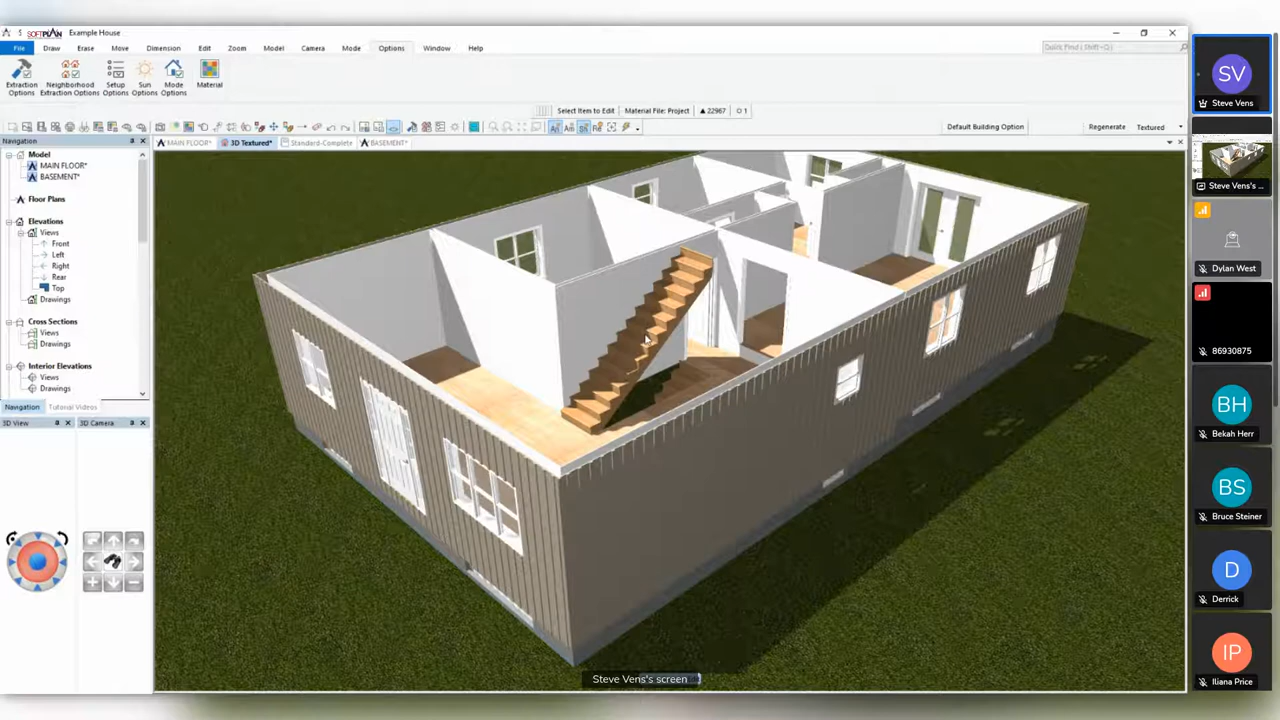 SOFTPLAN Example House
File Draw Erase Move Dimension Edit Zoom Model Camera Mode Options Window Help
Quick Find ( Shift+Q)
Extraction Options
Neighborhood Extraction Options
Setup Options
Sun Options
Mode Options
Material
Select Item to Edit Material File: Project ▲22967 1
Default Building Option Regenerate Textured
Navigation
MAIN FLOOR* 3D Textured* Standard-Complete BASEMENT*
Model
MAIN FLOOR*
BASEMENT*
Floor Plans
Elevations
Views
Front
Left
Right
Rear
Top
Drawings
Cross Sections
Views
Drawings
Interior Elevations
Views
Drawings
Navigation Tutorial Videos
3D View 3D Camera
Steve Vens's screen
SV
Steve Vens
Steve Vens's ...
Dylan West
86930875
BH
Bekah Herr
BS
Bruce Steiner
D
Derrick
IP
Iliana Price